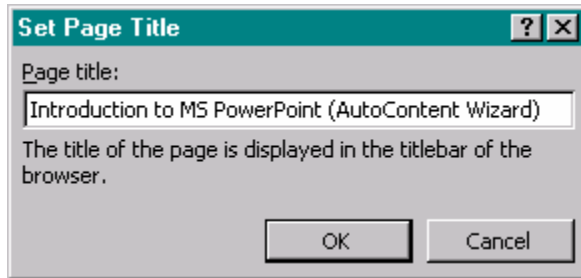 Set Page Title
Page title:
Introduction to MS PowerPoint (AutoContent Wizard)
The title of the page is displayed in the titlebar of the
browser.
OK Cancel